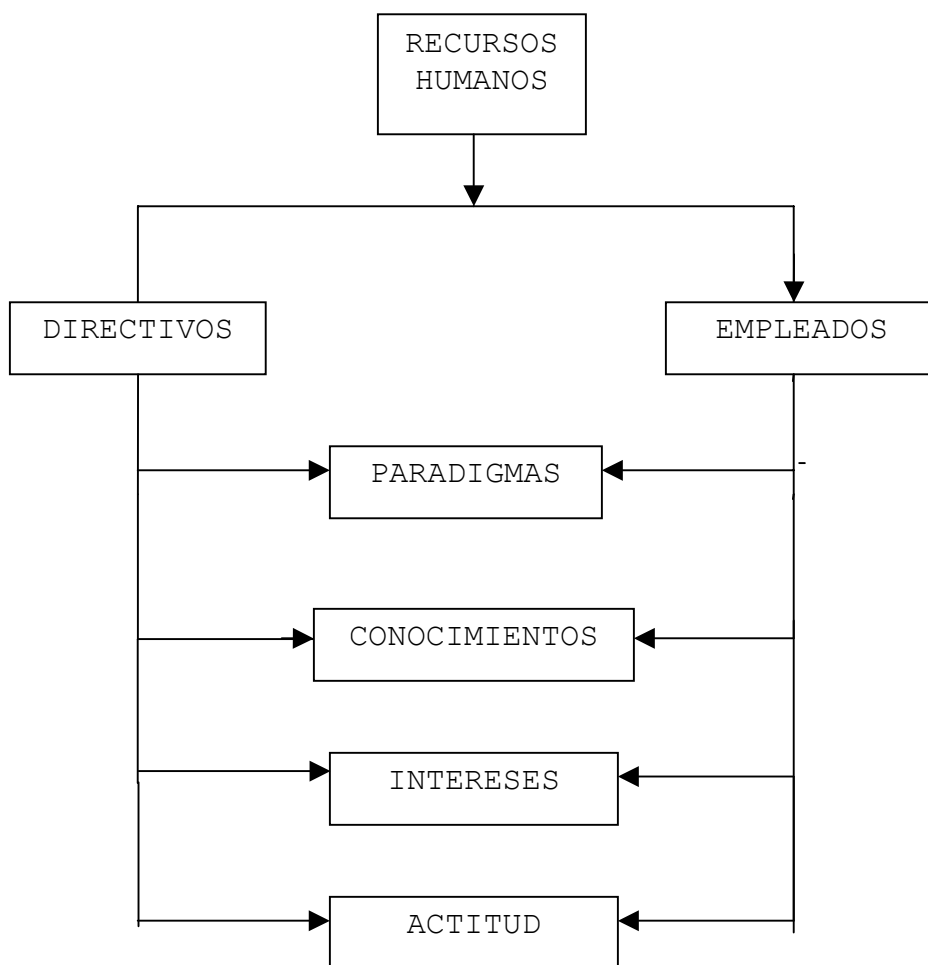 RECURSOS
HUMANOS
DIRECTIVOS
EMPLEADOS
PARADIGMAS
CONOCIMIENTOS
INTERESES
ACTITUD